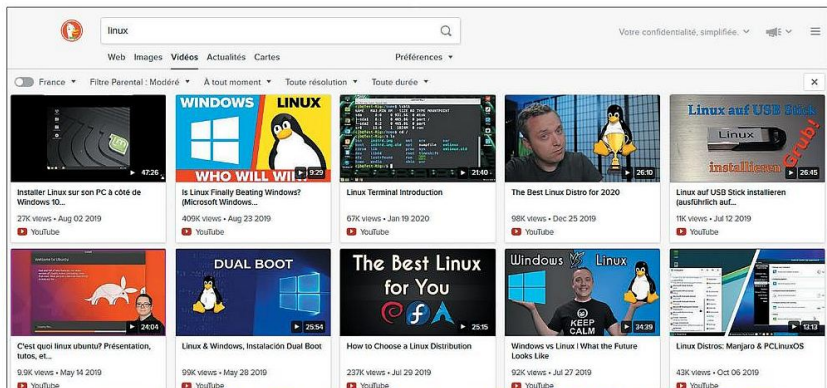 linux
Votre confidentialité, simplifiée.
Web Images Vidéos Actualités Cartes Préférences
France Filtre Parental : Modéré À tout moment Toute résolution Toute durée
47:26
Installer Linux sur son PC à côté de
Windows 10...
27K views • Aug 02 2019
YouTube
WINDOWS LINUX
WHO WILL WIN
9:29
Is Linux Finally Beating Windows?
(Microsoft Windows...
409K views • Aug 23 2019
YouTube
21:40
Linux Terminal Introduction
67K views • Jan 19 2020
YouTube
26:10
The Best Linux Distro for 2020
98K views • Dec 25 2019
YouTube
Linux auf USB Stick
Linux
installieren Grub!
26:45
Linux auf USB Stick installieren
(ausführlich auf...
11K views • Jul 12 2019
YouTube
24:04
C'est quoi linux ubuntu? Présentation,
tutos, et...
9.9K views • May 14 2019
YouTube
DUAL BOOT
25:54
Linux & Windows, Instalación Dual Boot
99K views • May 28 2019
YouTube
The Best Linux
for You
25:15
How to Choose a Linux Distribution
237K views • Jul 29 2019
YouTube
Windows Linux
KEEP
CALM
34:39
Windows vs Linux | What the Future
Looks Like
92K views • Jul 27 2019
YouTube
13:13
Linux Distros: Manjaro & PCLinuxOS
43K views • Oct 06 2019
YouTube